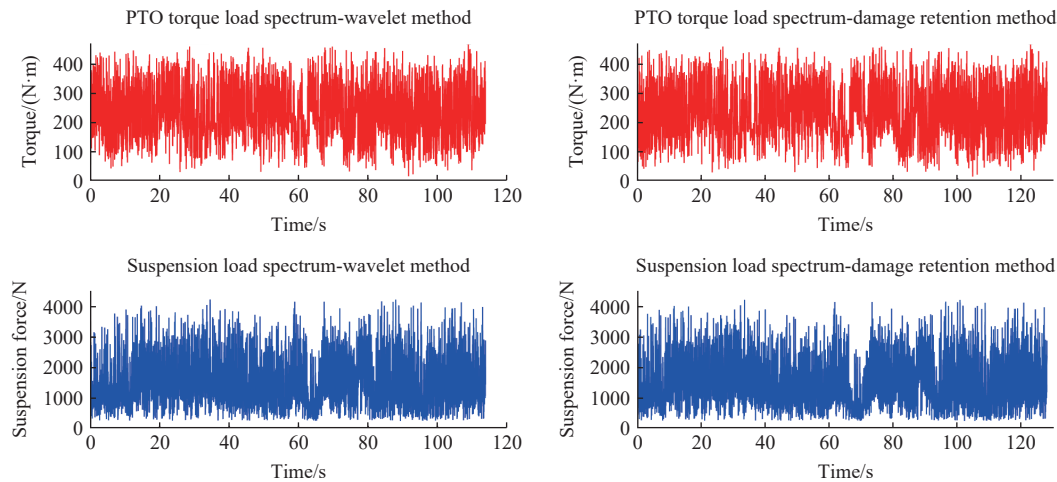 PTO torque load spectrum-wavelet method
Torque/(N·m)
400
300
200
100
0
0 20 40 60 80 100 120
Time/s
PTO torque load spectrum-damage retention method
Torque/(N·m)
400
300
200
100
0
0 20 40 60 80 100 120
Time/s
Suspension load spectrum-wavelet method
Suspension force/N
4000
3000
2000
1000
0
0 20 40 60 80 100 120
Time/s
Suspension load spectrum-damage retention method
Suspension force/N
4000
3000
2000
1000
0
0 20 40 60 80 100 120
Time/s